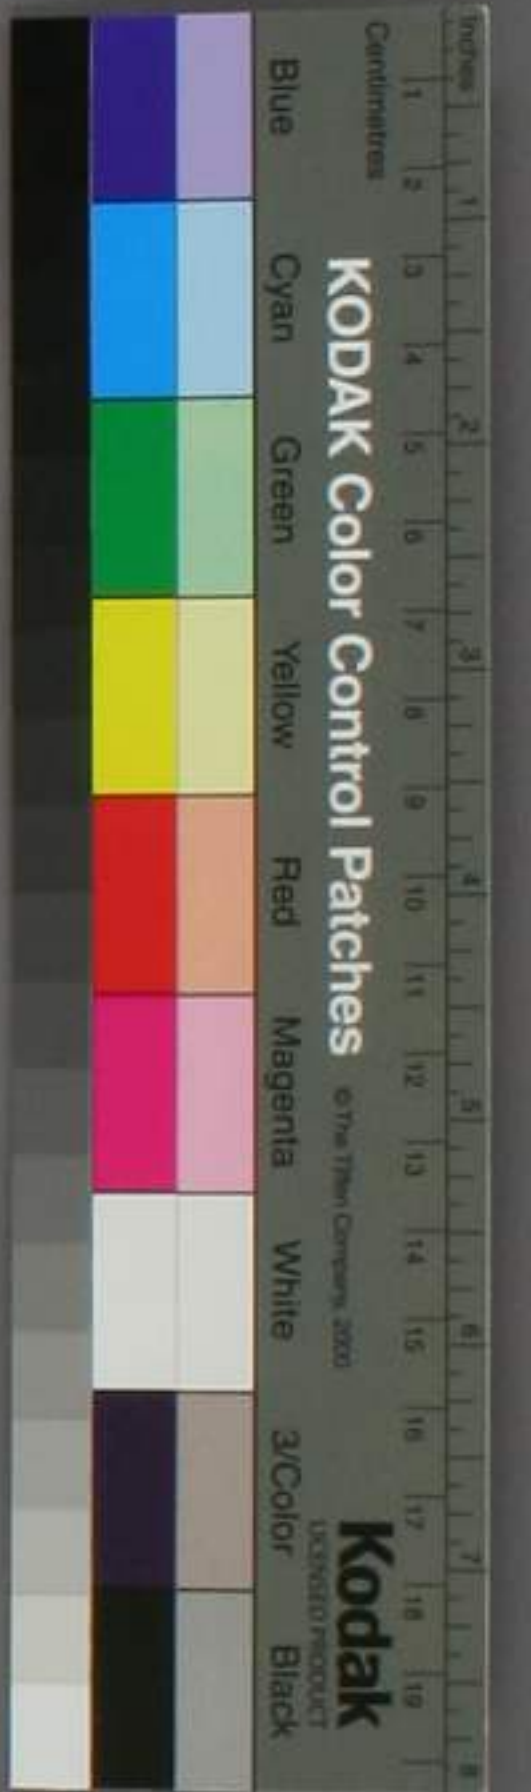 Inches 1 2 3 4 5 6 7 8
Centimetres 1 2 3 4 5 6 7 8 9 10 11 12 13 14 15 16 17 18 19
KODAK Color Control Patches © The Tiffen Company, 2000 Kodak
LICENSED PRODUCT
Blue Cyan Green Yellow Red Magenta White 3/Color Black